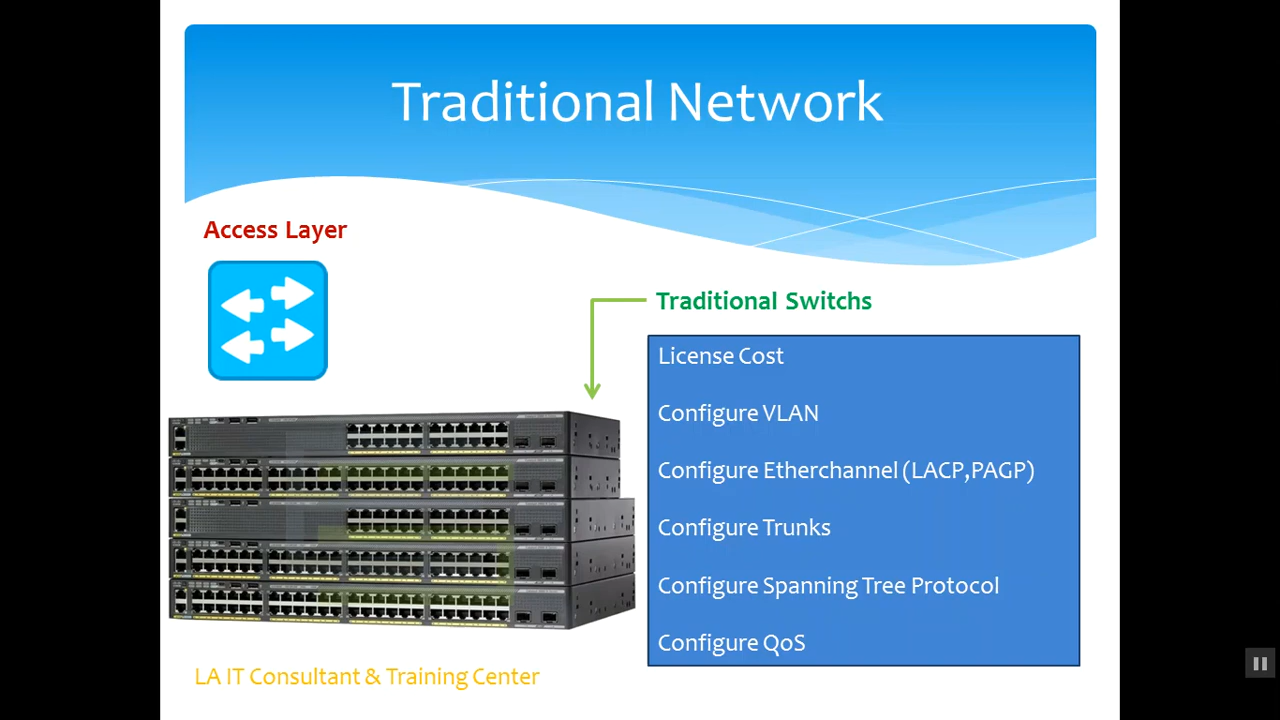 Traditional Network
Access Layer
Traditional Switchs
License Cost
Configure VLAN
Configure Etherchannel (LACP,PAGP)
Configure Trunks
Configure Spanning Tree Protocol
Configure QoS
LA IT Consultant & Training Center